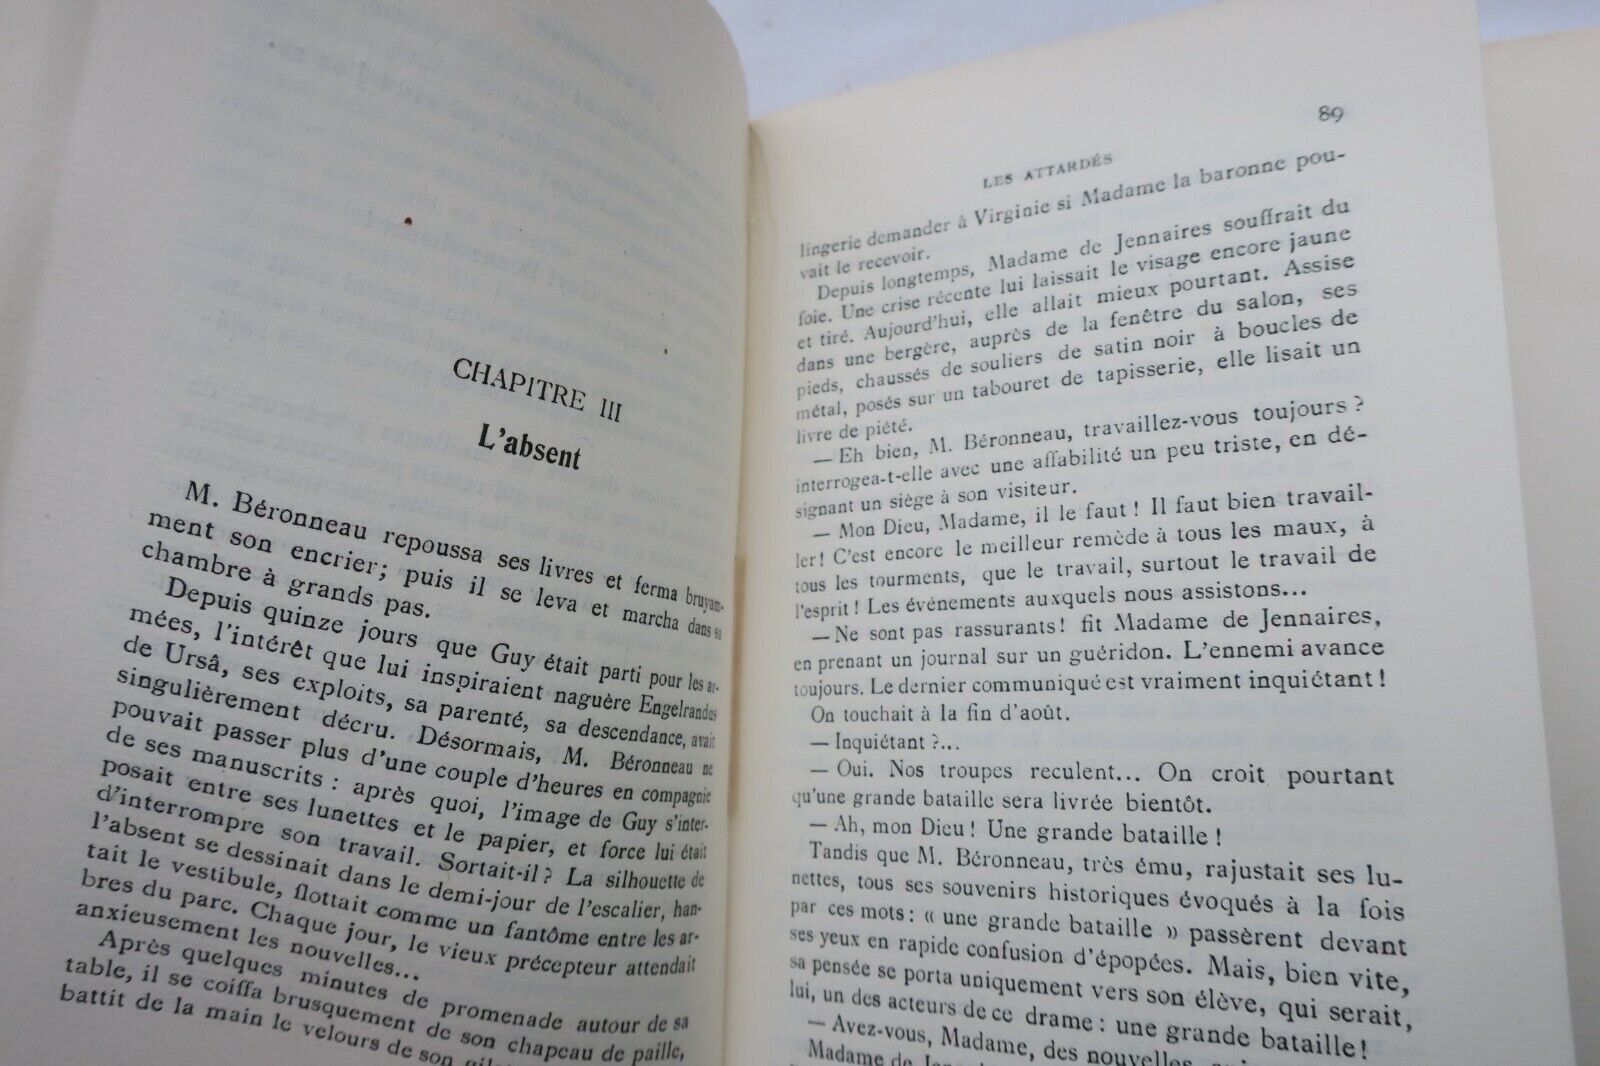 CHAPITRE III
L'absent
M. Béronneau repoussa ses livres et ferma bruyam-
ment son encrier; puis il se leva et marcha dans sa
chambre à grands pas.
Depuis quinze jours que Guy était parti pour les ar-
mées, l'intérêt que lui inspiraient naguère Engelrandus
de Ursâ, ses exploits, sa parenté, sa descendance, avait
singulièrement décru. Désormais, M. Béronneau ne
pouvait passer plus d'une couple d'heures en compagnie
de ses manuscrits : après quoi, l'image de Guy s'inter-
posait entre ses lunettes et le papier, et force lui était
d'interrompre son travail. Sortait-il ? La silhouette de
l'absent se dessinait dans le demi-jour de l'escalier, han-
tait le vestibule, flottait comme un fantôme entre les ar-
bres du parc. Chaque jour, le vieux précepteur attendait
anxieusement les nouvelles...
Après quelques minutes de promenade autour de sa
table, il se coiffa brusquement de son chapeau de paille,
battit de la main le velours de son
89
LES ATTARDÉS
lingerie demander à Virginie si Madame la baronne pou-
vait le recevoir.
Depuis longtemps, Madame de Jennaires souffrait du
foie. Une crise récente lui laissait le visage encore jaune
et tiré. Aujourd'hui, elle allait mieux pourtant. Assise
dans une bergère, auprès de la fenêtre du salon, ses
pieds, chaussés de souliers de satin noir à boucles de
métal, posés sur un tabouret de tapisserie, elle lisait un
livre de piété.
— Eh bien, M. Béronneau, travaillez-vous toujours ?
interrogea-t-elle avec une affabilité un peu triste, en dé-
signant un siège à son visiteur.
— Mon Dieu, Madame, il le faut ! Il faut bien travail-
ler ! C'est encore le meilleur remède à tous les maux, à
tous les tourments, que le travail, surtout le travail de
l'esprit ! Les événements auxquels nous assistons...
— Ne sont pas rassurants ! fit Madame de Jennaires,
en prenant un journal sur un guéridon. L'ennemi avance
toujours. Le dernier communiqué est vraiment inquiétant !
On touchait à la fin d'août.
— Inquiétant ?...
— Oui. Nos troupes reculent... On croit pourtant
qu'une grande bataille sera livrée bientôt.
— Ah, mon Dieu ! Une grande bataille !
Tandis que M. Béronneau, très ému, rajustait ses lu-
nettes, tous ses souvenirs historiques évoqués à la fois
par ces mots : « une grande bataille » passèrent devant
ses yeux en rapide confusion d'épopées. Mais, bien vite,
sa pensée se porta uniquement vers son élève, qui serait,
lui, un des acteurs de ce drame : une grande bataille !
— Avez-vous, Madame, des nouvelles
Madame de